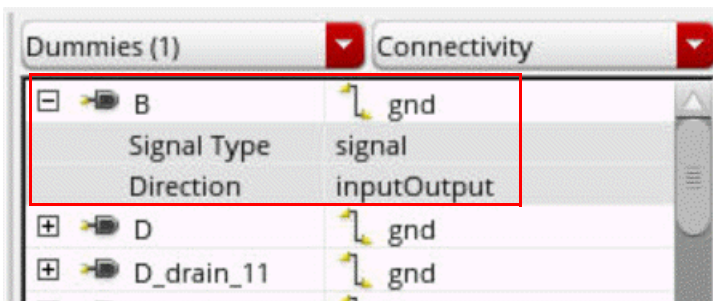 Dummies (1) Connectivity
B gnd
Signal Type signal
Direction inputOutput
D gnd
D_drain_11 gnd